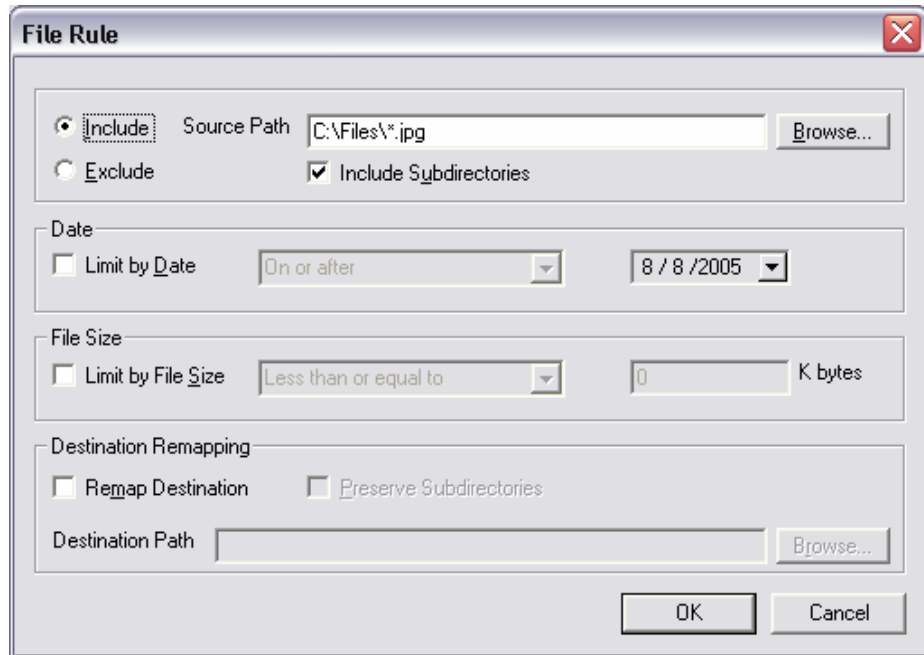 File Rule
Include Source Path C:\Files\*.jpg Browse...
Exclude Include Subdirectories
Date
Limit by Date On or after 8 / 8 /2005
File Size
Limit by File Size Less than or equal to 0 K bytes
Destination Remapping
Remap Destination Preserve Subdirectories
Destination Path Browse...
OK Cancel